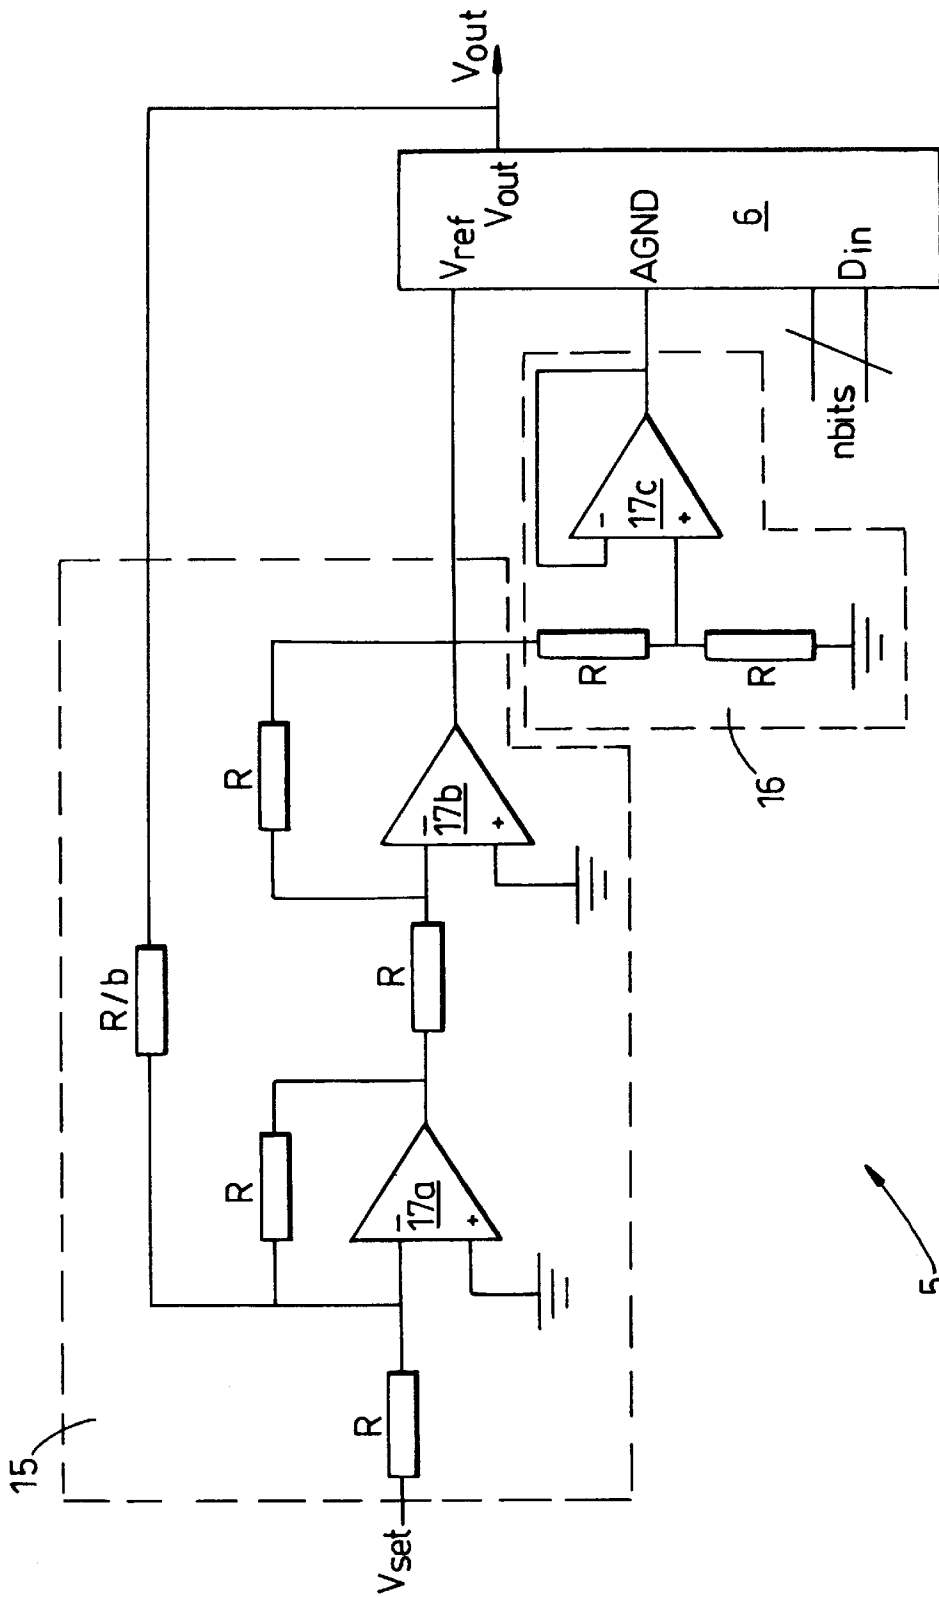 15
Vset
R
R/b
R
17a
-
+
R
R
17b
-
+
R
R
16
17c
-
+
Vref
Vout
AGND
6
Din
nbits
Vout
5